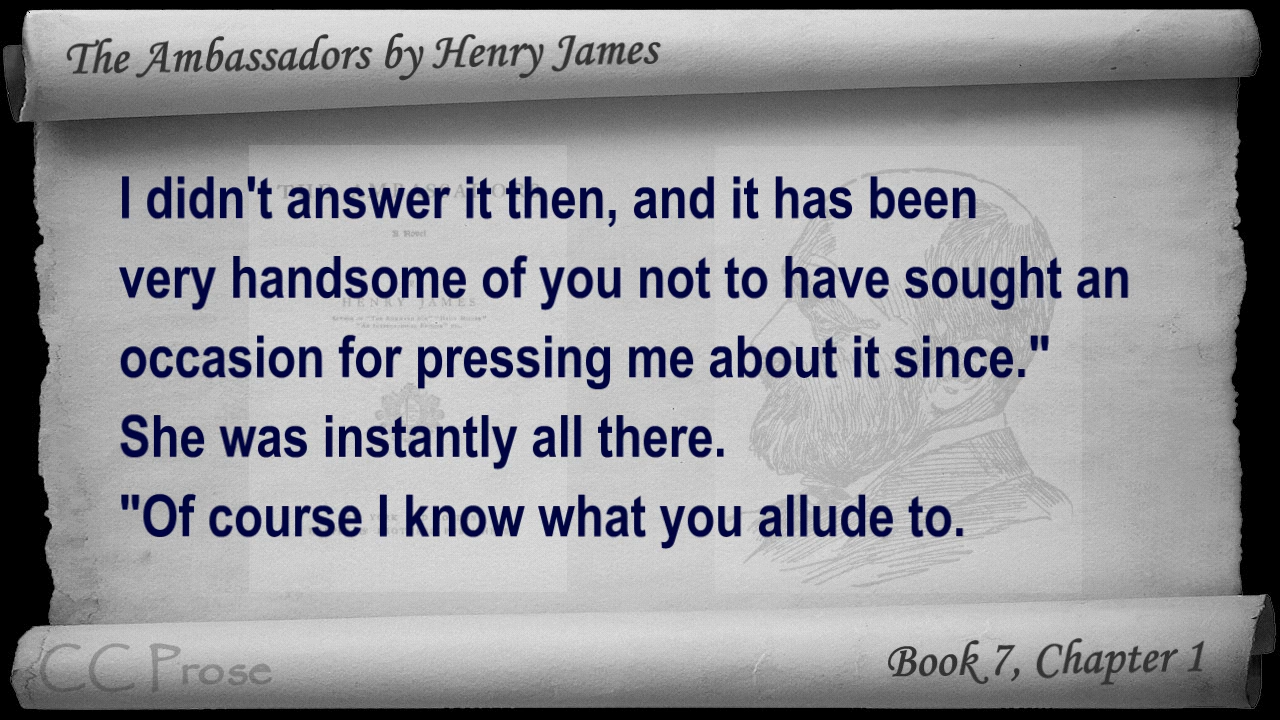 The Ambassadors by Henry James
I didn't answer it then, and it has been
very handsome of you not to have sought an
occasion for pressing me about it since."
She was instantly all there.
"Of course I know what you allude to.
CC Prose
Book 7, Chapter 1